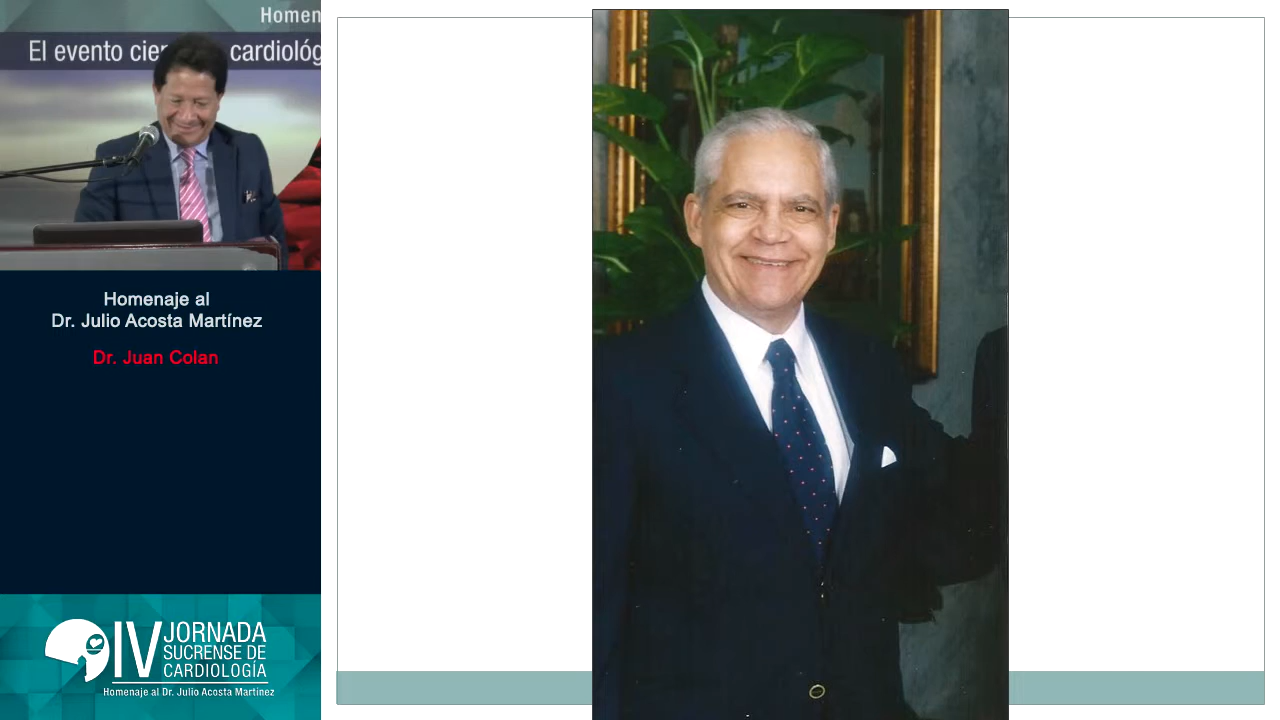 Homen
El evento cien cardiológ
Homenaje al
Dr. Julio Acosta Martínez
Dr. Juan Colan
IV JORNADA
SUCRENSE DE
CARDIOLOGÍA
Homenaje al Dr. Julio Acosta Martínez